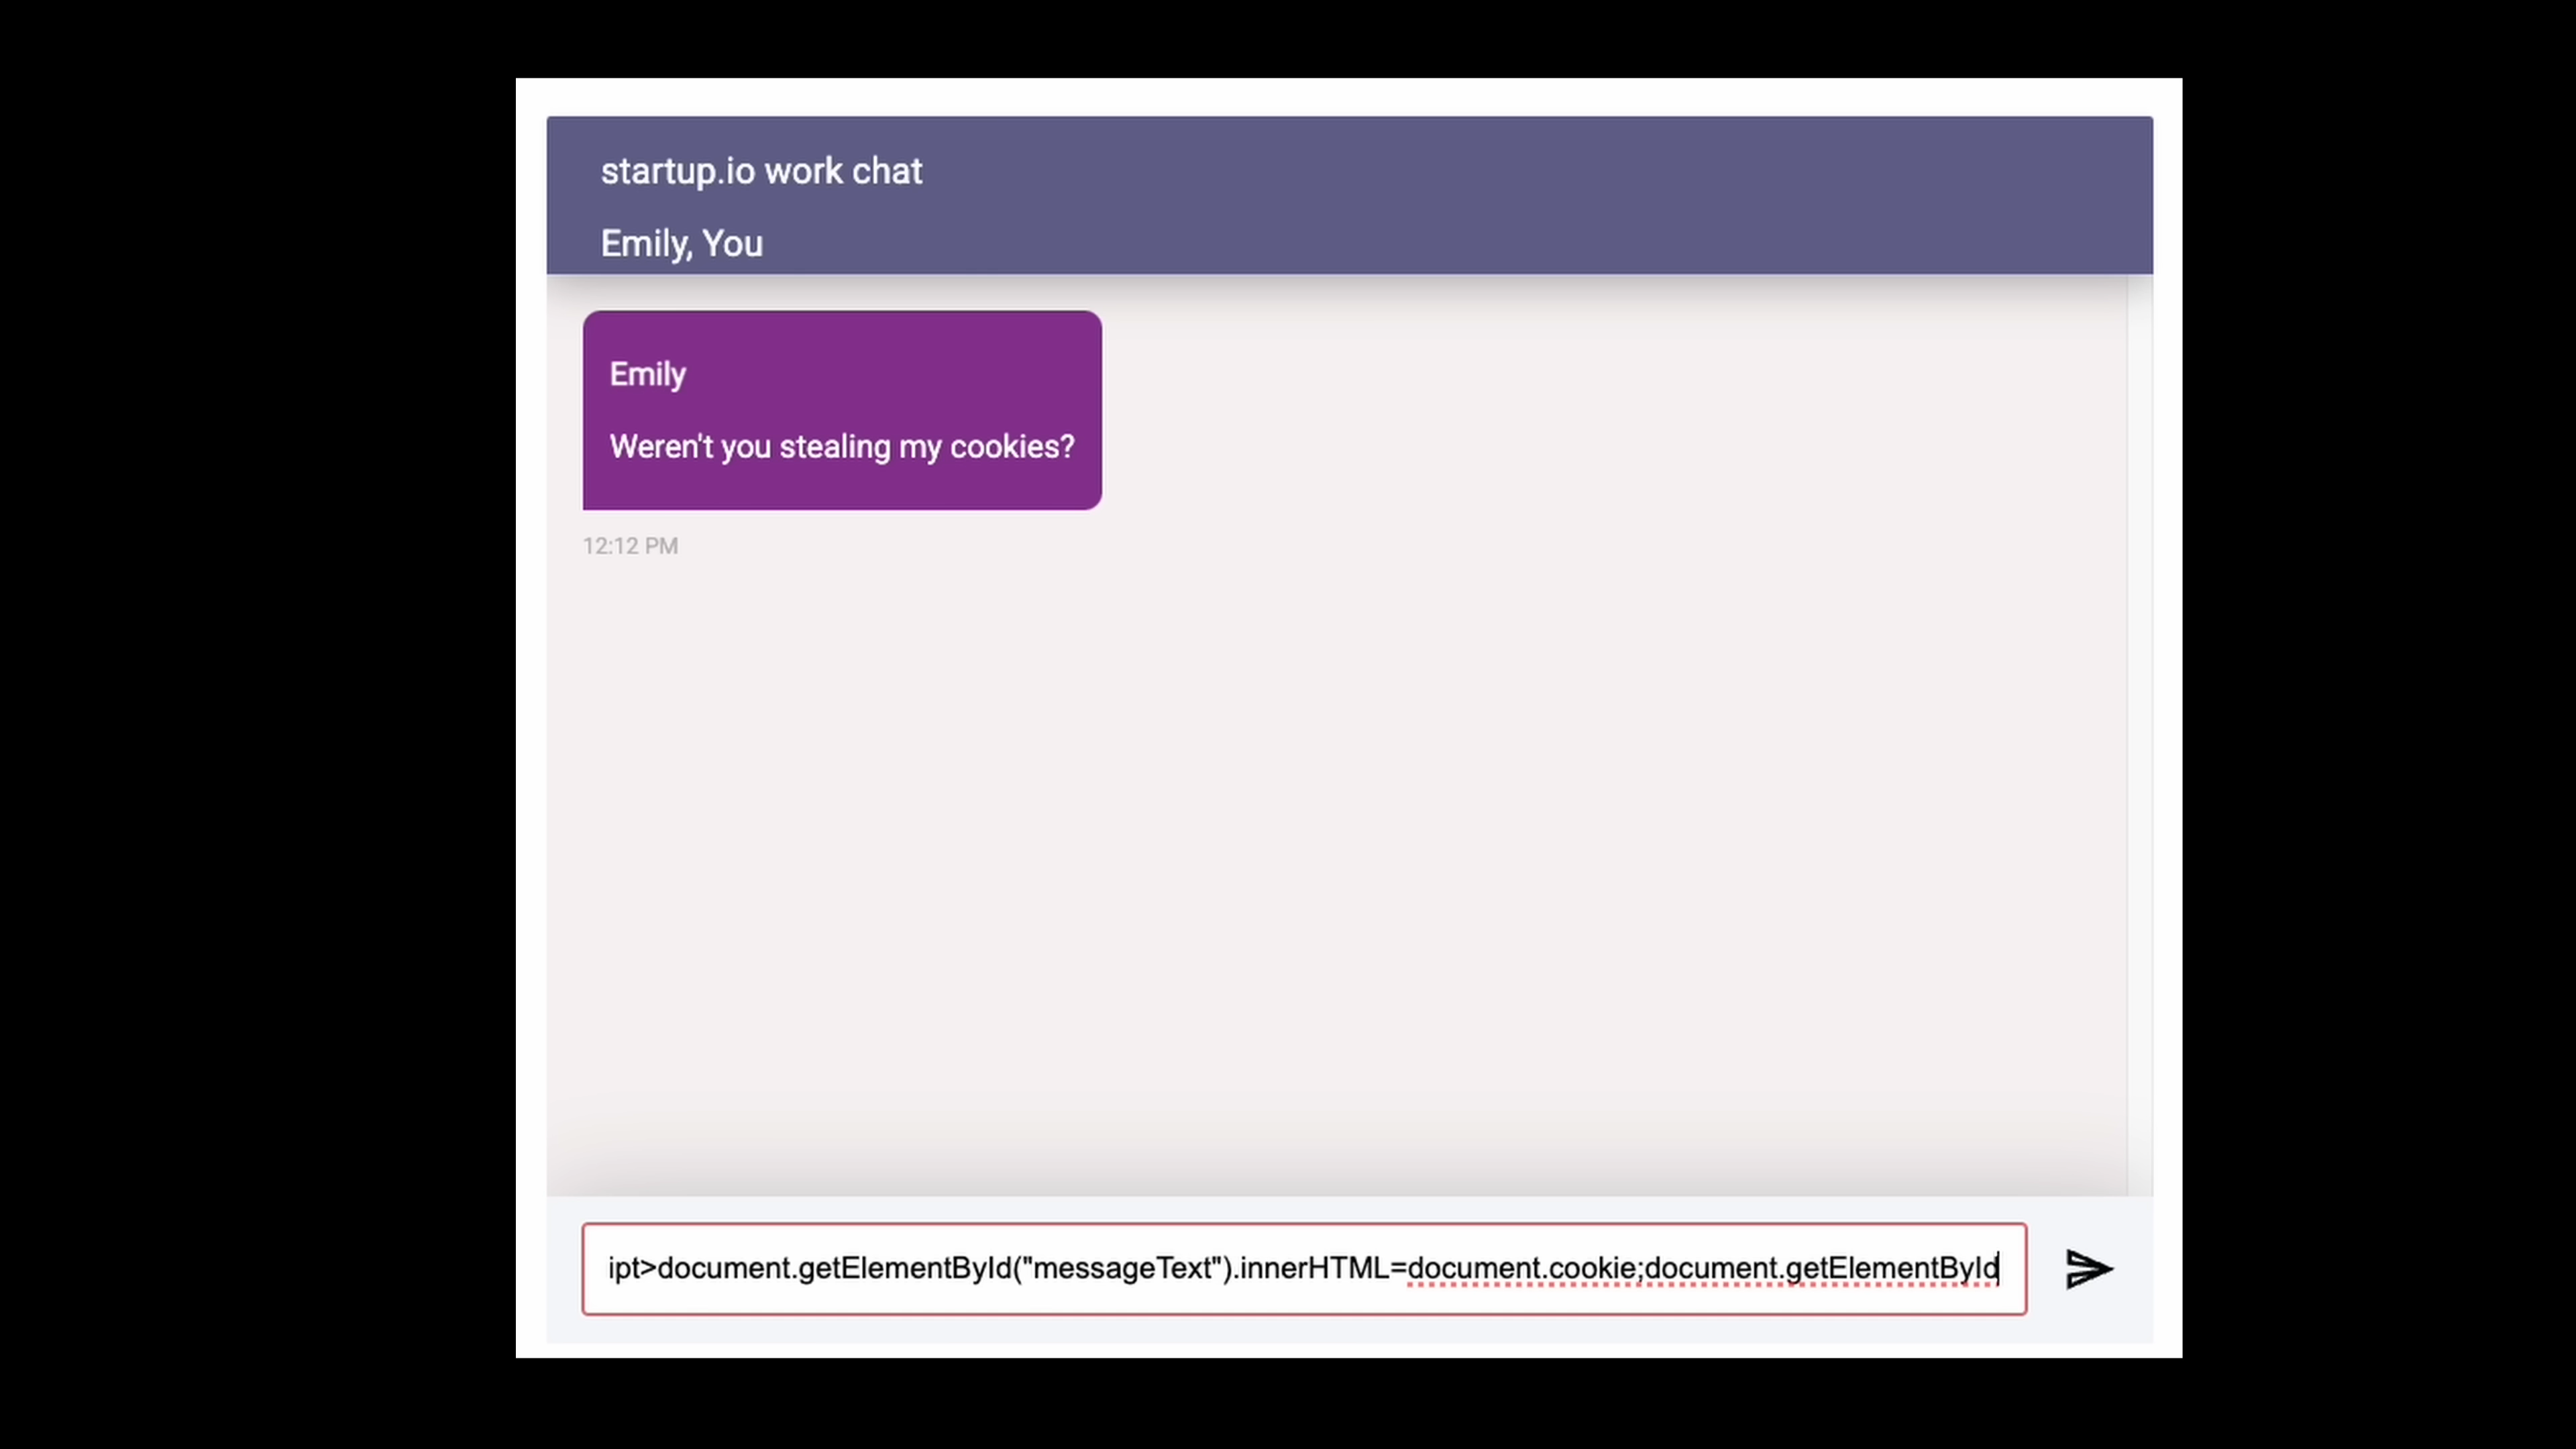 startup.io work chat
Emily, You
Emily
Weren't you stealing my cookies?
12:12 PM
ipt>document.getElementById("messageText").innerHTML=document.cookie;document.getElementById